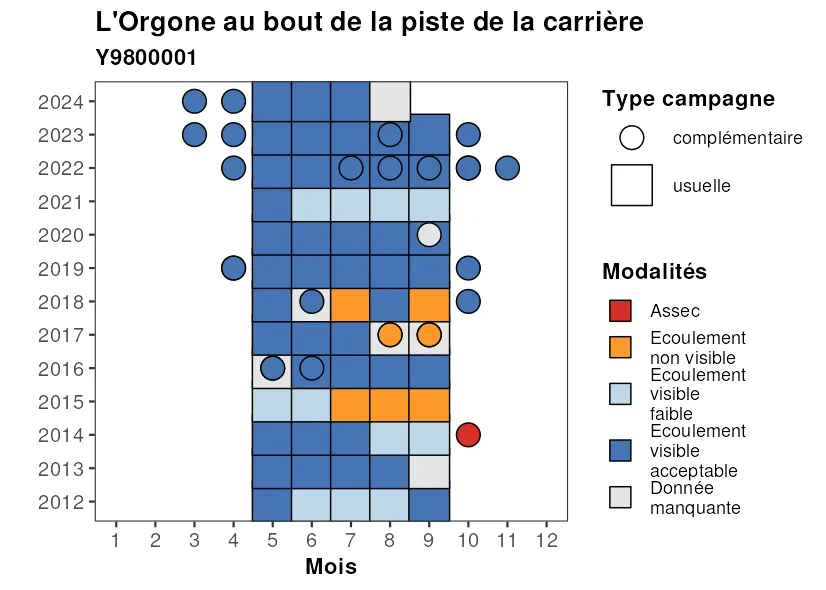 L'Orgone au bout de la piste de la carrière
Y9800001
2024
2023
2022
2021
2020
2019
2018
2017
2016
2015
2014
2013
2012
1 2 3 4 5 6 7 8 9 10 11 12
Mois
Type campagne
complémentaire
usuelle
Modalités
Assec
Ecoulement
non visible
Ecoulement
visible
faible
Ecoulement
visible
acceptable
Donnée
manquante